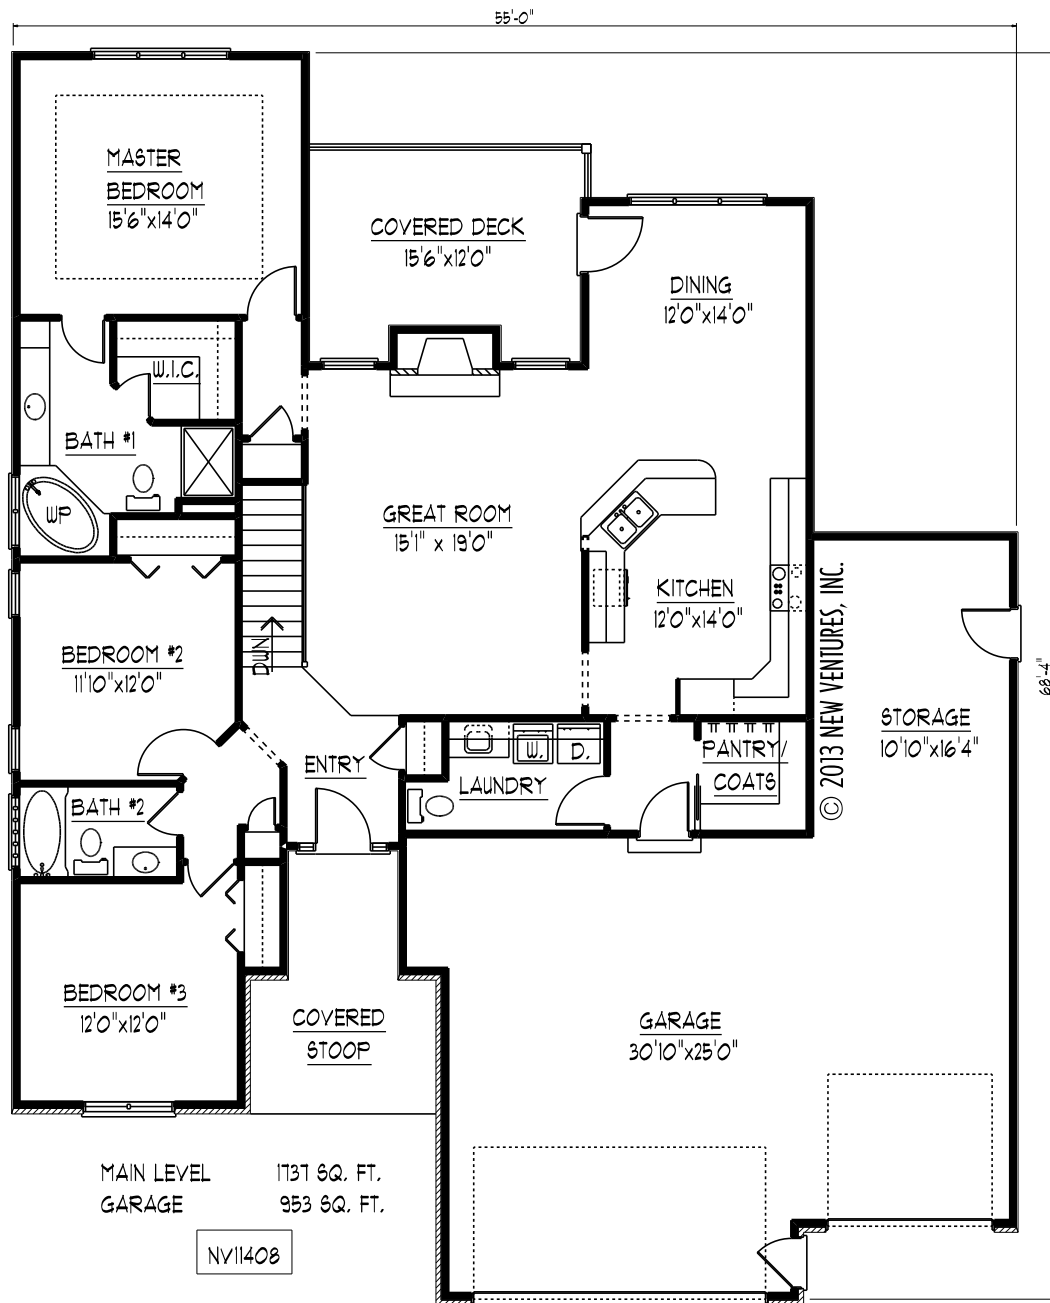 55'-0"
MASTER
BEDROOM
15'6"x14'0"
COVERED DECK
15'6"x12'0"
DINING
12'0"x14'0"
W.I.C.
BATH #1
WP
GREAT ROOM
15'1" x 19'0"
KITCHEN
12'0"x14'0"
© 2013 NEW VENTURES, INC.
DWN
BEDROOM #2
11'10"x12'0"
68'-4"
STORAGE
10'10"x16'4"
ENTRY
LAUNDRY
W.
D.
PANTRY/
COATS
BATH #2
BEDROOM #3
12'0"x12'0"
COVERED
STOOP
GARAGE
30'10"x25'0"
MAIN LEVEL 1737 SQ. FT.
GARAGE 953 SQ. FT.
NV11408